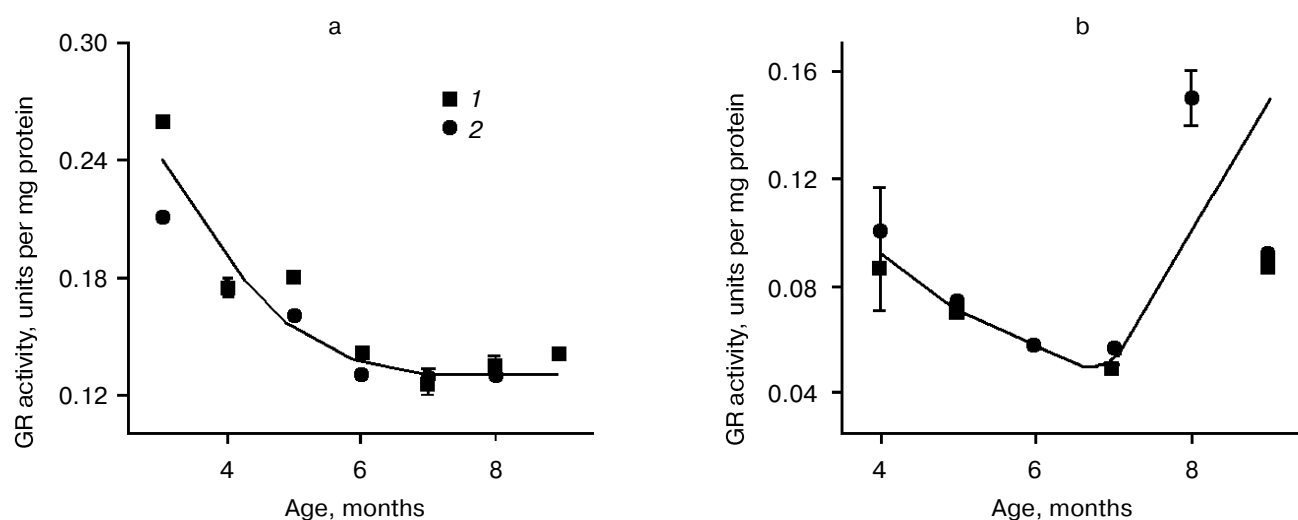 a
GR activity, units per mg protein
0.30
0.24
0.18
0.12
1
2
4 6 8
Age, months
b
GR activity, units per mg protein
0.16
0.12
0.08
0.04
4 6 8
Age, months